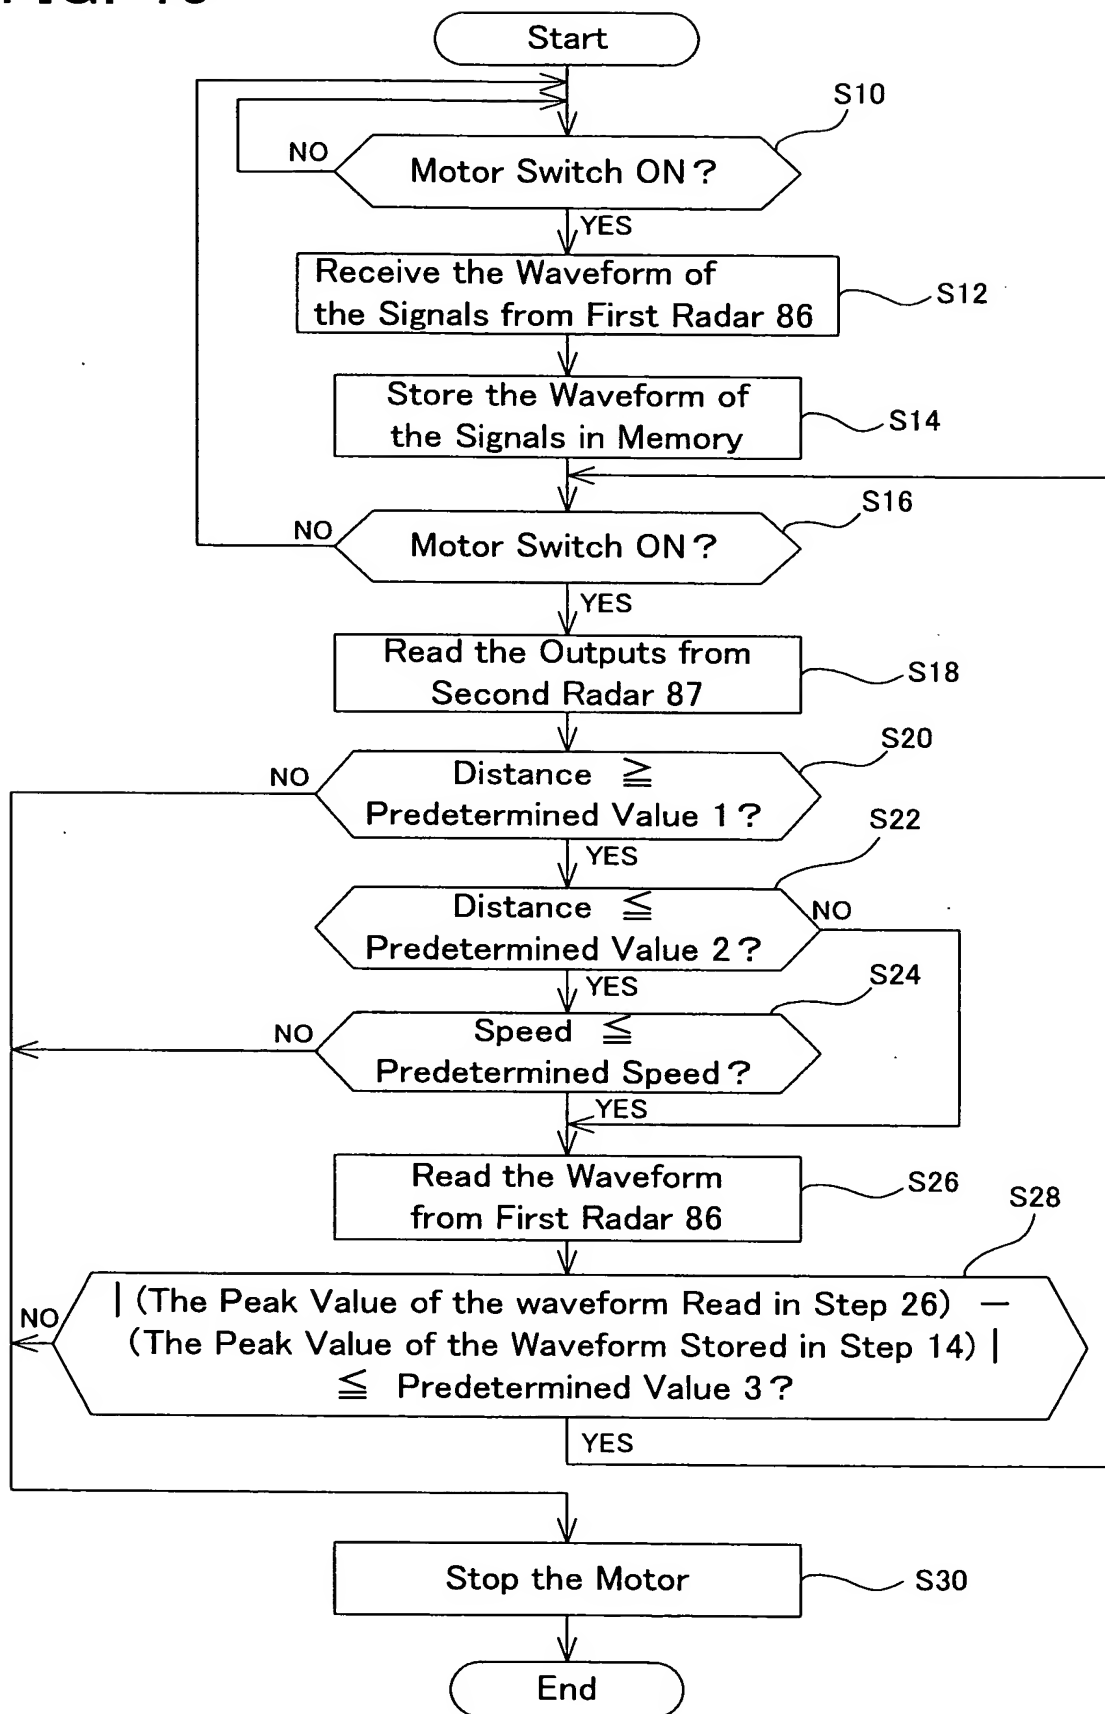 Start
S10
NO
Motor Switch ON?
YES
Receive the Waveform of
the Signals from First Radar 86
S12
Store the Waveform of
the Signals in Memory
S14
S16
NO
Motor Switch ON?
YES
Read the Outputs from
Second Radar 87
S18
S20
NO
Distance ≧
Predetermined Value 1?
YES
S22
Distance ≦
Predetermined Value 2?
NO
YES
S24
NO
Speed ≦
Predetermined Speed?
YES
Read the Waveform
from First Radar 86
S26
S28
NO
| (The Peak Value of the waveform Read in Step 26) —
(The Peak Value of the Waveform Stored in Step 14) |
≦ Predetermined Value 3?
YES
Stop the Motor
S30
End